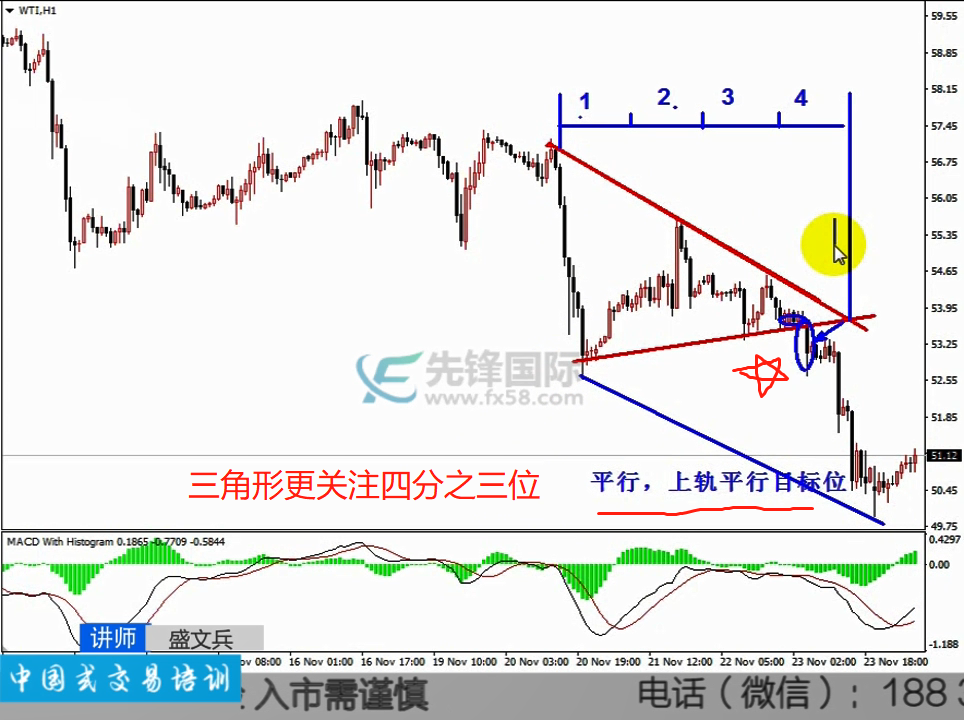 WTI,H1
59.55
58.85
58.15
57.45
56.75
56.05
55.35
54.65
53.95
53.25
52.55
51.85
51.12
50.45
49.75
1
2
3
4
先锋国际
www.fx58.com
三角形更关注四分之三位
平行，上轨平行目标位
MACD With Histogram 0.1865 -0.7709 -0.5844
0.4297
0.00
-1.188
讲师 盛文兵
08:00 16 Nov 01:00 16 Nov 17:00 19 Nov 10:00 20 Nov 03:00 20 Nov 19:00 21 Nov 12:00 22 Nov 05:00 23 Nov 02:00 23 Nov 18:00
中国式交易培训
入市需谨慎 电话（微信）：188